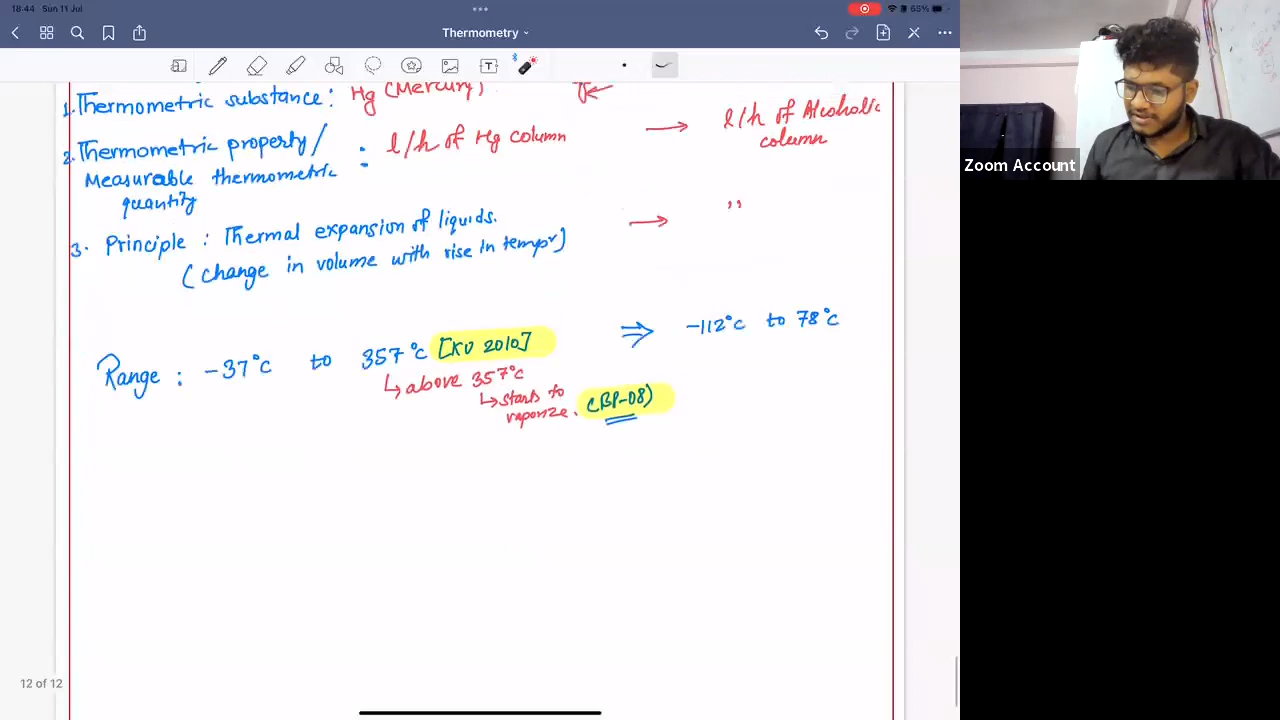 18:44 Sun 11 Jul
65%
Thermometry
1. Thermometric substance: Hg (Mercury).
2. Thermometric property/ : l/h of Hg column → l/h of Alcoholic
column
Measurable thermometric
quantity
3. Principle : Thermal expansion of liquids. → ,,
(change in volume with rise in tempr)
Range : -37°C to 357°C [KU 2010] ⇒ -112°C to 78°C
↳ above 357°C
↳ starts to
vaporize. (BP-08)
12 of 12
Zoom Account